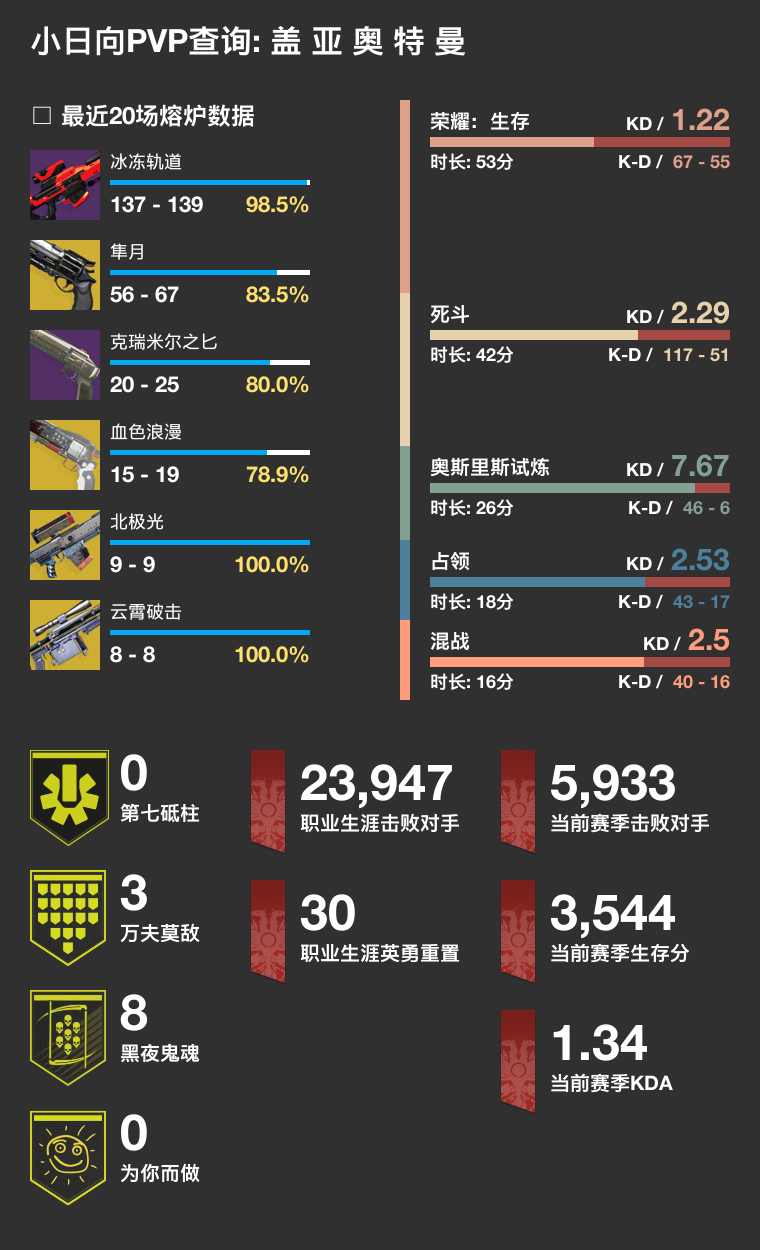 小日向PVP查询: 盖 亚 奥 特 曼
□ 最近20场熔炉数据
冰冻轨道
137 - 139 98.5%
隼月
56 - 67 83.5%
克瑞米尔之匕
20 - 25 80.0%
血色浪漫
15 - 19 78.9%
北极光
9 - 9 100.0%
云霄破击
8 - 8 100.0%
荣耀：生存 KD / 1.22
时长: 53分 K-D / 67 - 55
死斗 KD / 2.29
时长: 42分 K-D / 117 - 51
奥斯里斯试炼 KD / 7.67
时长: 26分 K-D / 46 - 6
占领 KD / 2.53
时长: 18分 K-D / 43 - 17
混战 KD / 2.5
时长: 16分 K-D / 40 - 16
0
第七砥柱
3
万夫莫敌
8
黑夜鬼魂
0
为你而做
23,947
职业生涯击败对手
30
职业生涯英勇重置
5,933
当前赛季击败对手
3,544
当前赛季生存分
1.34
当前赛季KDA